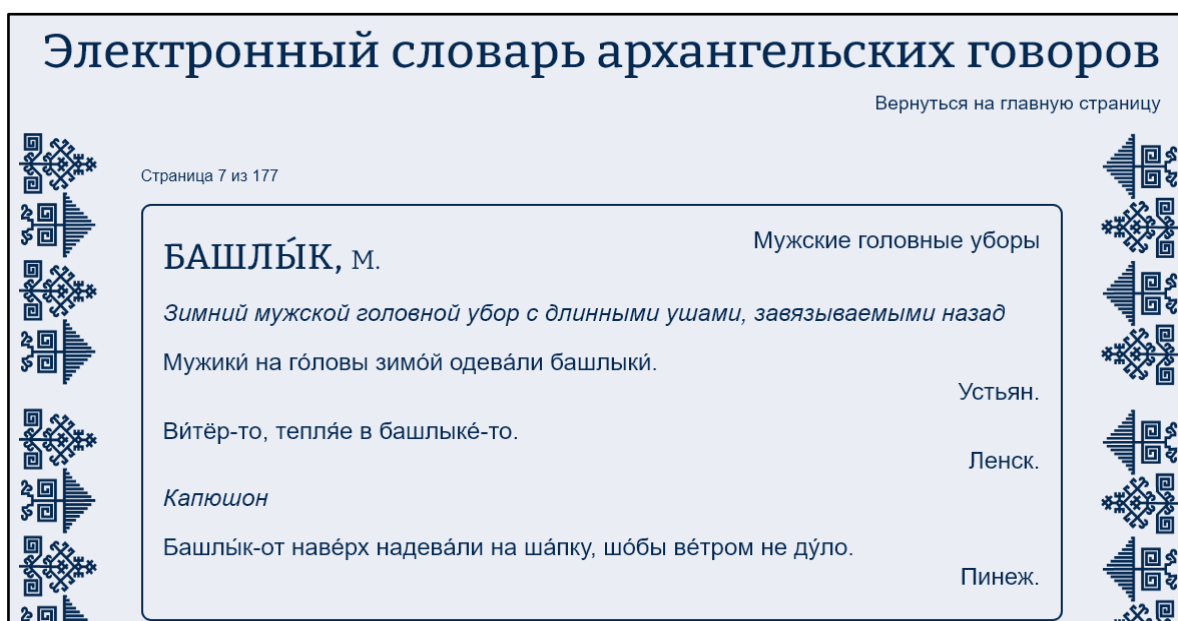 Электронный словарь архангельских говоров
Вернуться на главную страницу
Страница 7 из 177
БАШЛЫ́К, м.
Мужские головные уборы
Зимний мужской головной убор с длинными ушами, завязываемыми назад
Мужики́ на го́ловы зимо́й одева́ли башлыки́.
Устьян.
Ви́тёр-то, тепля́е в башлыке́-то.
Ленск.
Капюшон
Башлы́к-от наве́рх надева́ли на ша́пку, шо́бы ве́тром не ду́ло.
Пинеж.